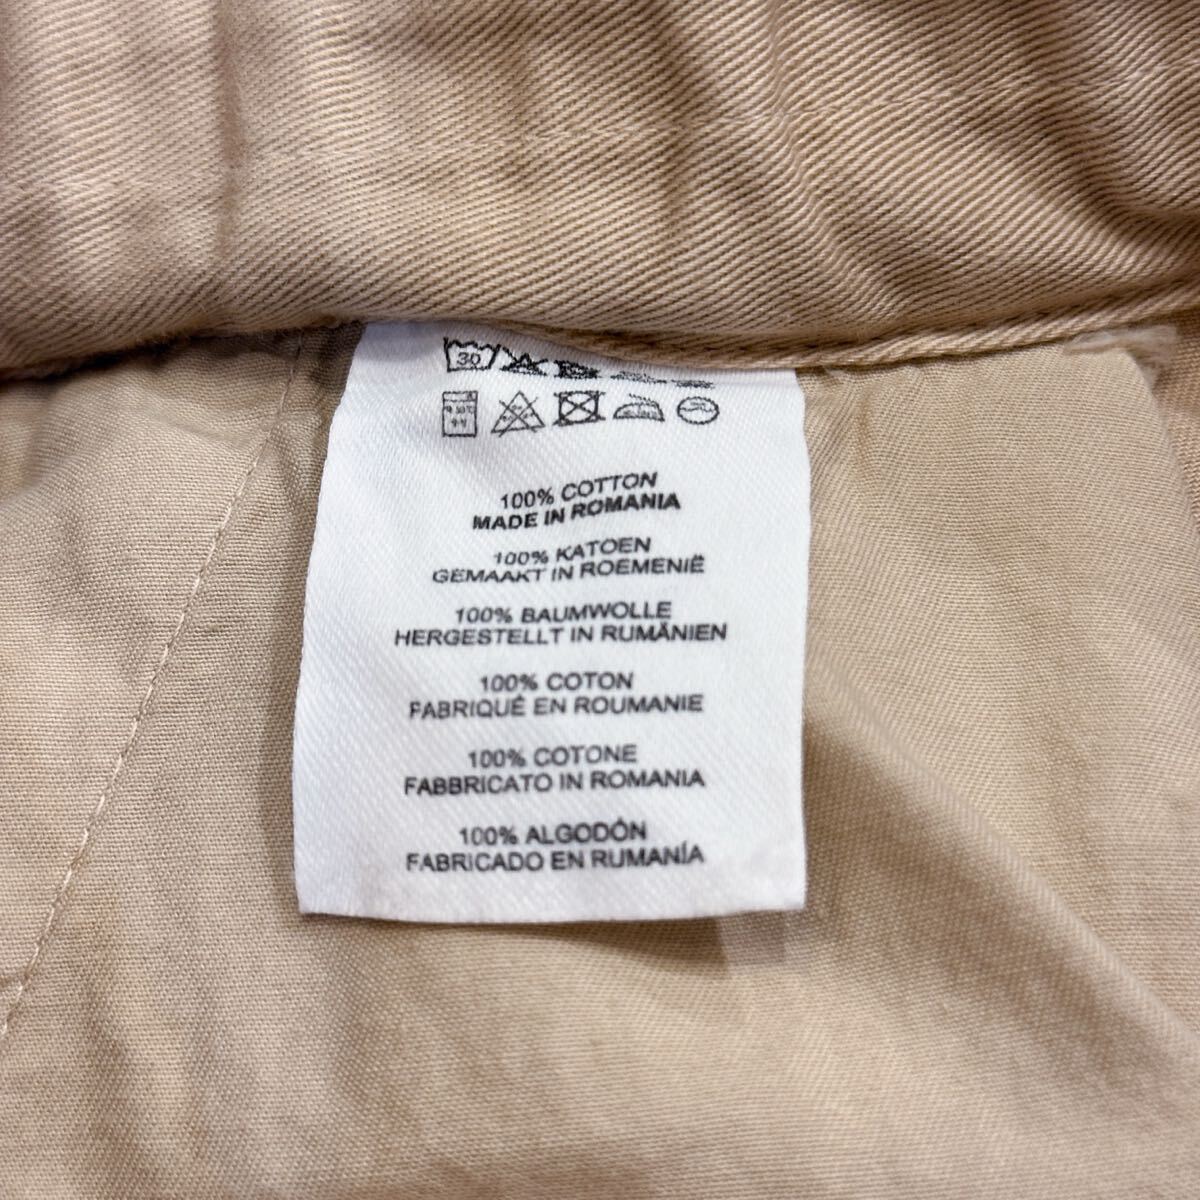 30
100% COTTON
MADE IN ROMANIA
100% KATOEN
GEMAAKT IN ROEMENIË
100% BAUMWOLLE
HERGESTELLT IN RUMÄNIEN
100% COTON
FABRIQUÉ EN ROUMANIE
100% COTONE
FABBRICATO IN ROMANIA
100% ALGODÓN
FABRICADO EN RUMANÍA